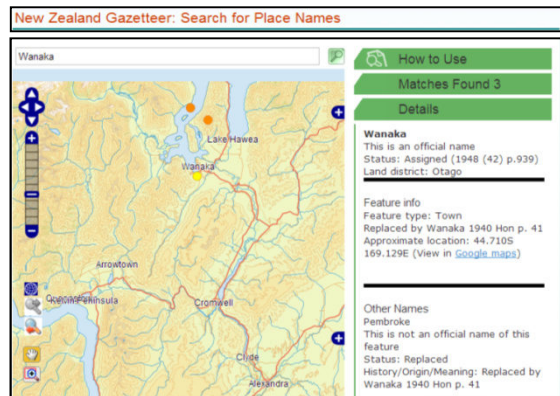 New Zealand Gazetteer: Search for Place Names
Wanaka
How to Use
Matches Found 3
Details
Wanaka
This is an official name
Status: Assigned (1948 (42) p.939)
Land district: Otago
Feature info
Feature type: Town
Replaced by Wanaka 1940 Hon p. 41
Approximate location: 44.710S
169.129E (View in Google maps)
Other Names
Pembroke
This is not an official name of this
feature
Status: Replaced
History/Origin/Meaning: Replaced by
Wanaka 1940 Hon p. 41
Lake Hawea
Wanaka
Arrowtown
Peninsula
Cromwell
Clyde
Alexandra